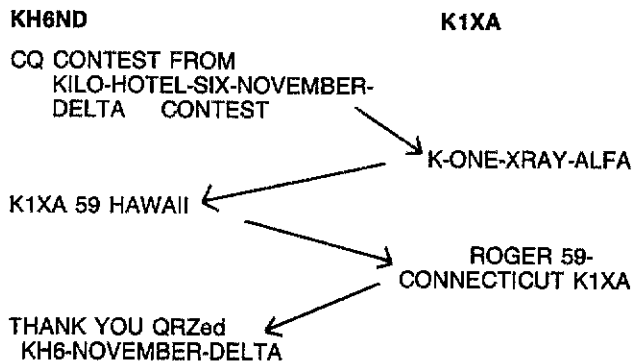 KH6ND
K1XA
CQ CONTEST FROM
KILO-HOTEL-SIX-NOVEMBER-
DELTA CONTEST
K-ONE-XRAY-ALFA
K1XA 59 HAWAII
ROGER 59-
CONNECTICUT K1XA
THANK YOU QRZed
KH6-NOVEMBER-DELTA